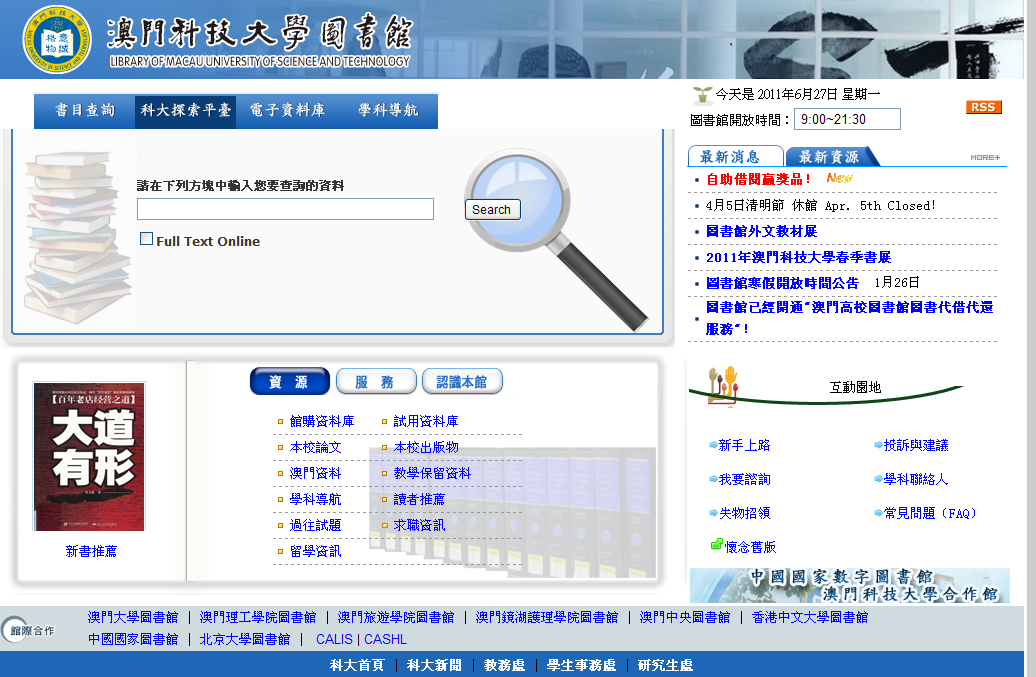 澳門科技大學圖書館
LIBRARY OF MACAU UNIVERSITY OF SCIENCE AND TECHNOLOGY
書目查詢 科大探索平臺 電子資料庫 學科導航
今天是 2011年6月27日 星期一
圖書館開放時間： 9:00~21:30
RSS
請在下列方塊中輸入您要查詢的資料
Search
Full Text Online
最新消息 最新資源 MORE+
自助借閱贏獎品！ New
4月5日清明節 休館 Apr. 5th Closed!
圖書館外文教材展
2011年澳門科技大學春季書展
圖書館寒假開放時間公告 1月26日
圖書館已經開通"澳門高校圖書館圖書代借代還
服務"！
【百年老店经营之道】
大道
有形
新書推薦
資 源 服 務 認識本館
館購資料庫 試用資料庫
本校論文 本校出版物
澳門資料 教學保留資料
學科導航 讀者推薦
過往試題 求職資訊
留學資訊
互動園地
新手上路 投訴與建議
我要諮詢 學科聯絡人
失物招領 常見問題（FAQ）
懷念舊版
中國國家數字圖書館
澳門科技大學合作館
館際合作
澳門大學圖書館 | 澳門理工學院圖書館 | 澳門旅遊學院圖書館 | 澳門鏡湖護理學院圖書館 | 澳門中央圖書館 | 香港中文大學圖書館
中國國家圖書館 | 北京大學圖書館 | CALIS | CASHL
科大首頁 | 科大新聞 | 教務處 | 學生事務處 | 研究生處